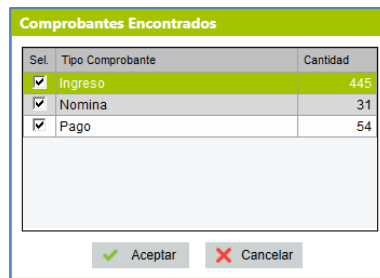 Comprobantes Encontrados
Sel. Tipo Comprobante Cantidad
Ingreso 445
Nomina 31
Pago 54
Aceptar Cancelar